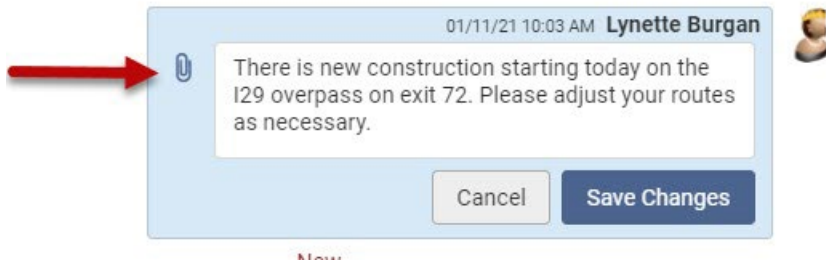 01/11/21 10:03 AM Lynette Burgan
There is new construction starting today on the
I29 overpass on exit 72. Please adjust your routes
as necessary.
Cancel Save Changes
New